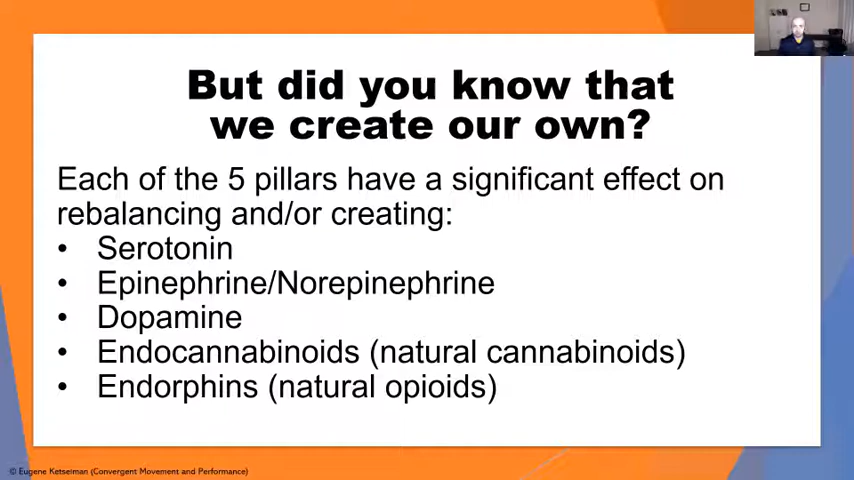 But did you know that
we create our own?
Each of the 5 pillars have a significant effect on
rebalancing and/or creating:
• Serotonin
• Epinephrine/Norepinephrine
• Dopamine
• Endocannabinoids (natural cannabinoids)
• Endorphins (natural opioids)
© Eugene Ketselman (Convergent Movement and Performance)